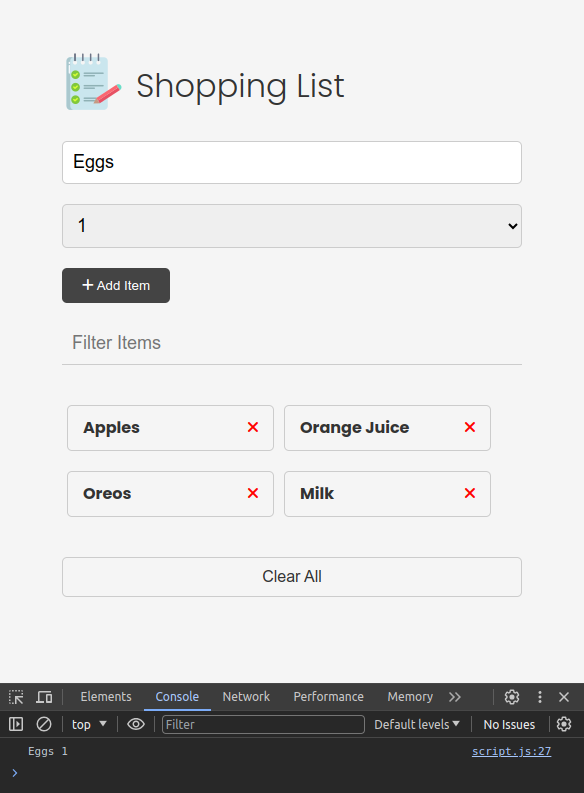 Shopping List
Eggs
1
+ Add Item
Filter Items
Apples × Orange Juice ×
Oreos × Milk ×
Clear All
Elements Console Network Performance Memory
top Filter Default levels No Issues
Eggs 1 script.js:27